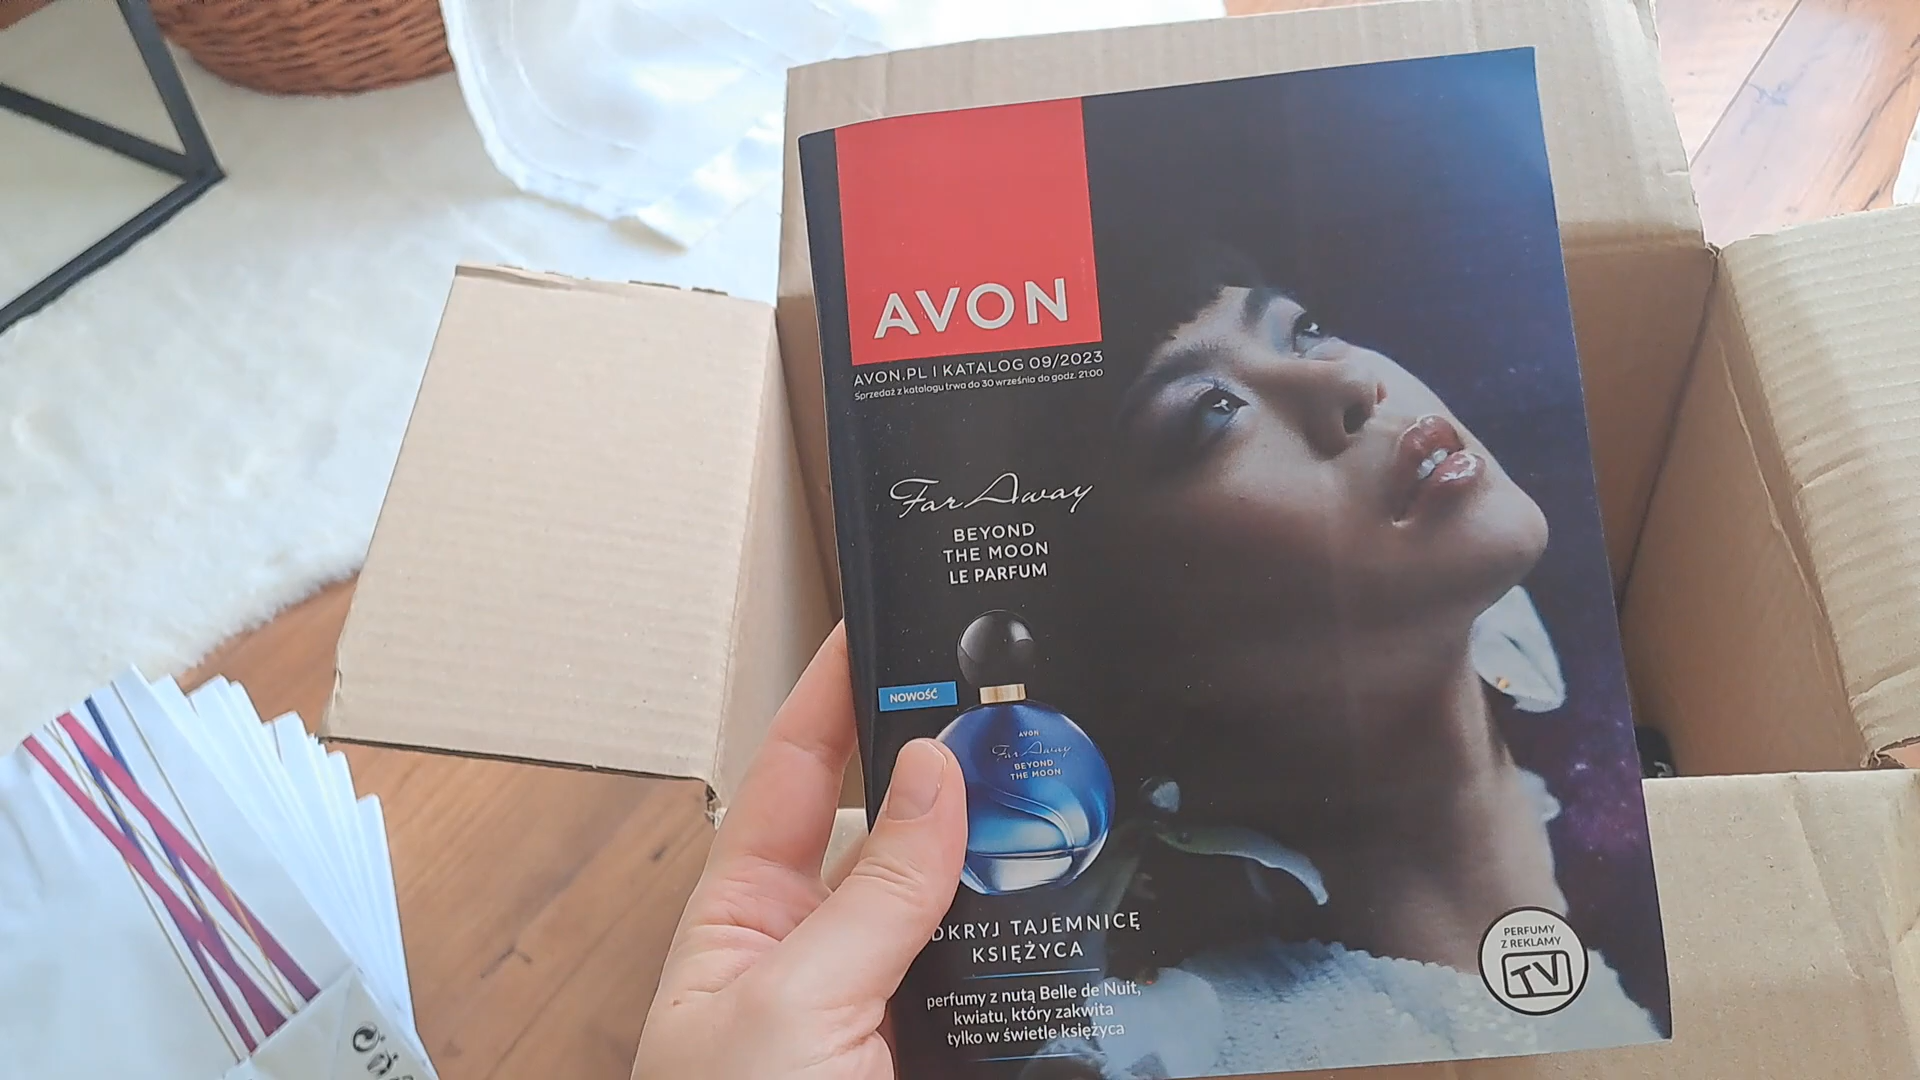 AVON
AVON.PL I KATALOG 09/2023
Sprzedaż z katalogu trwa do 30 września do godz. 21:00
Far Away
BEYOND
THE MOON
LE PARFUM
NOWOŚĆ
AVON
Far Away
BEYOND
THE MOON
DKRYJ TAJEMNICĘ
KSIĘŻYCA
perfumy z nutą Belle de Nuit,
kwiatu, który zakwita
tylko w świetle księżyca
PERFUMY
Z REKLAMY
TV